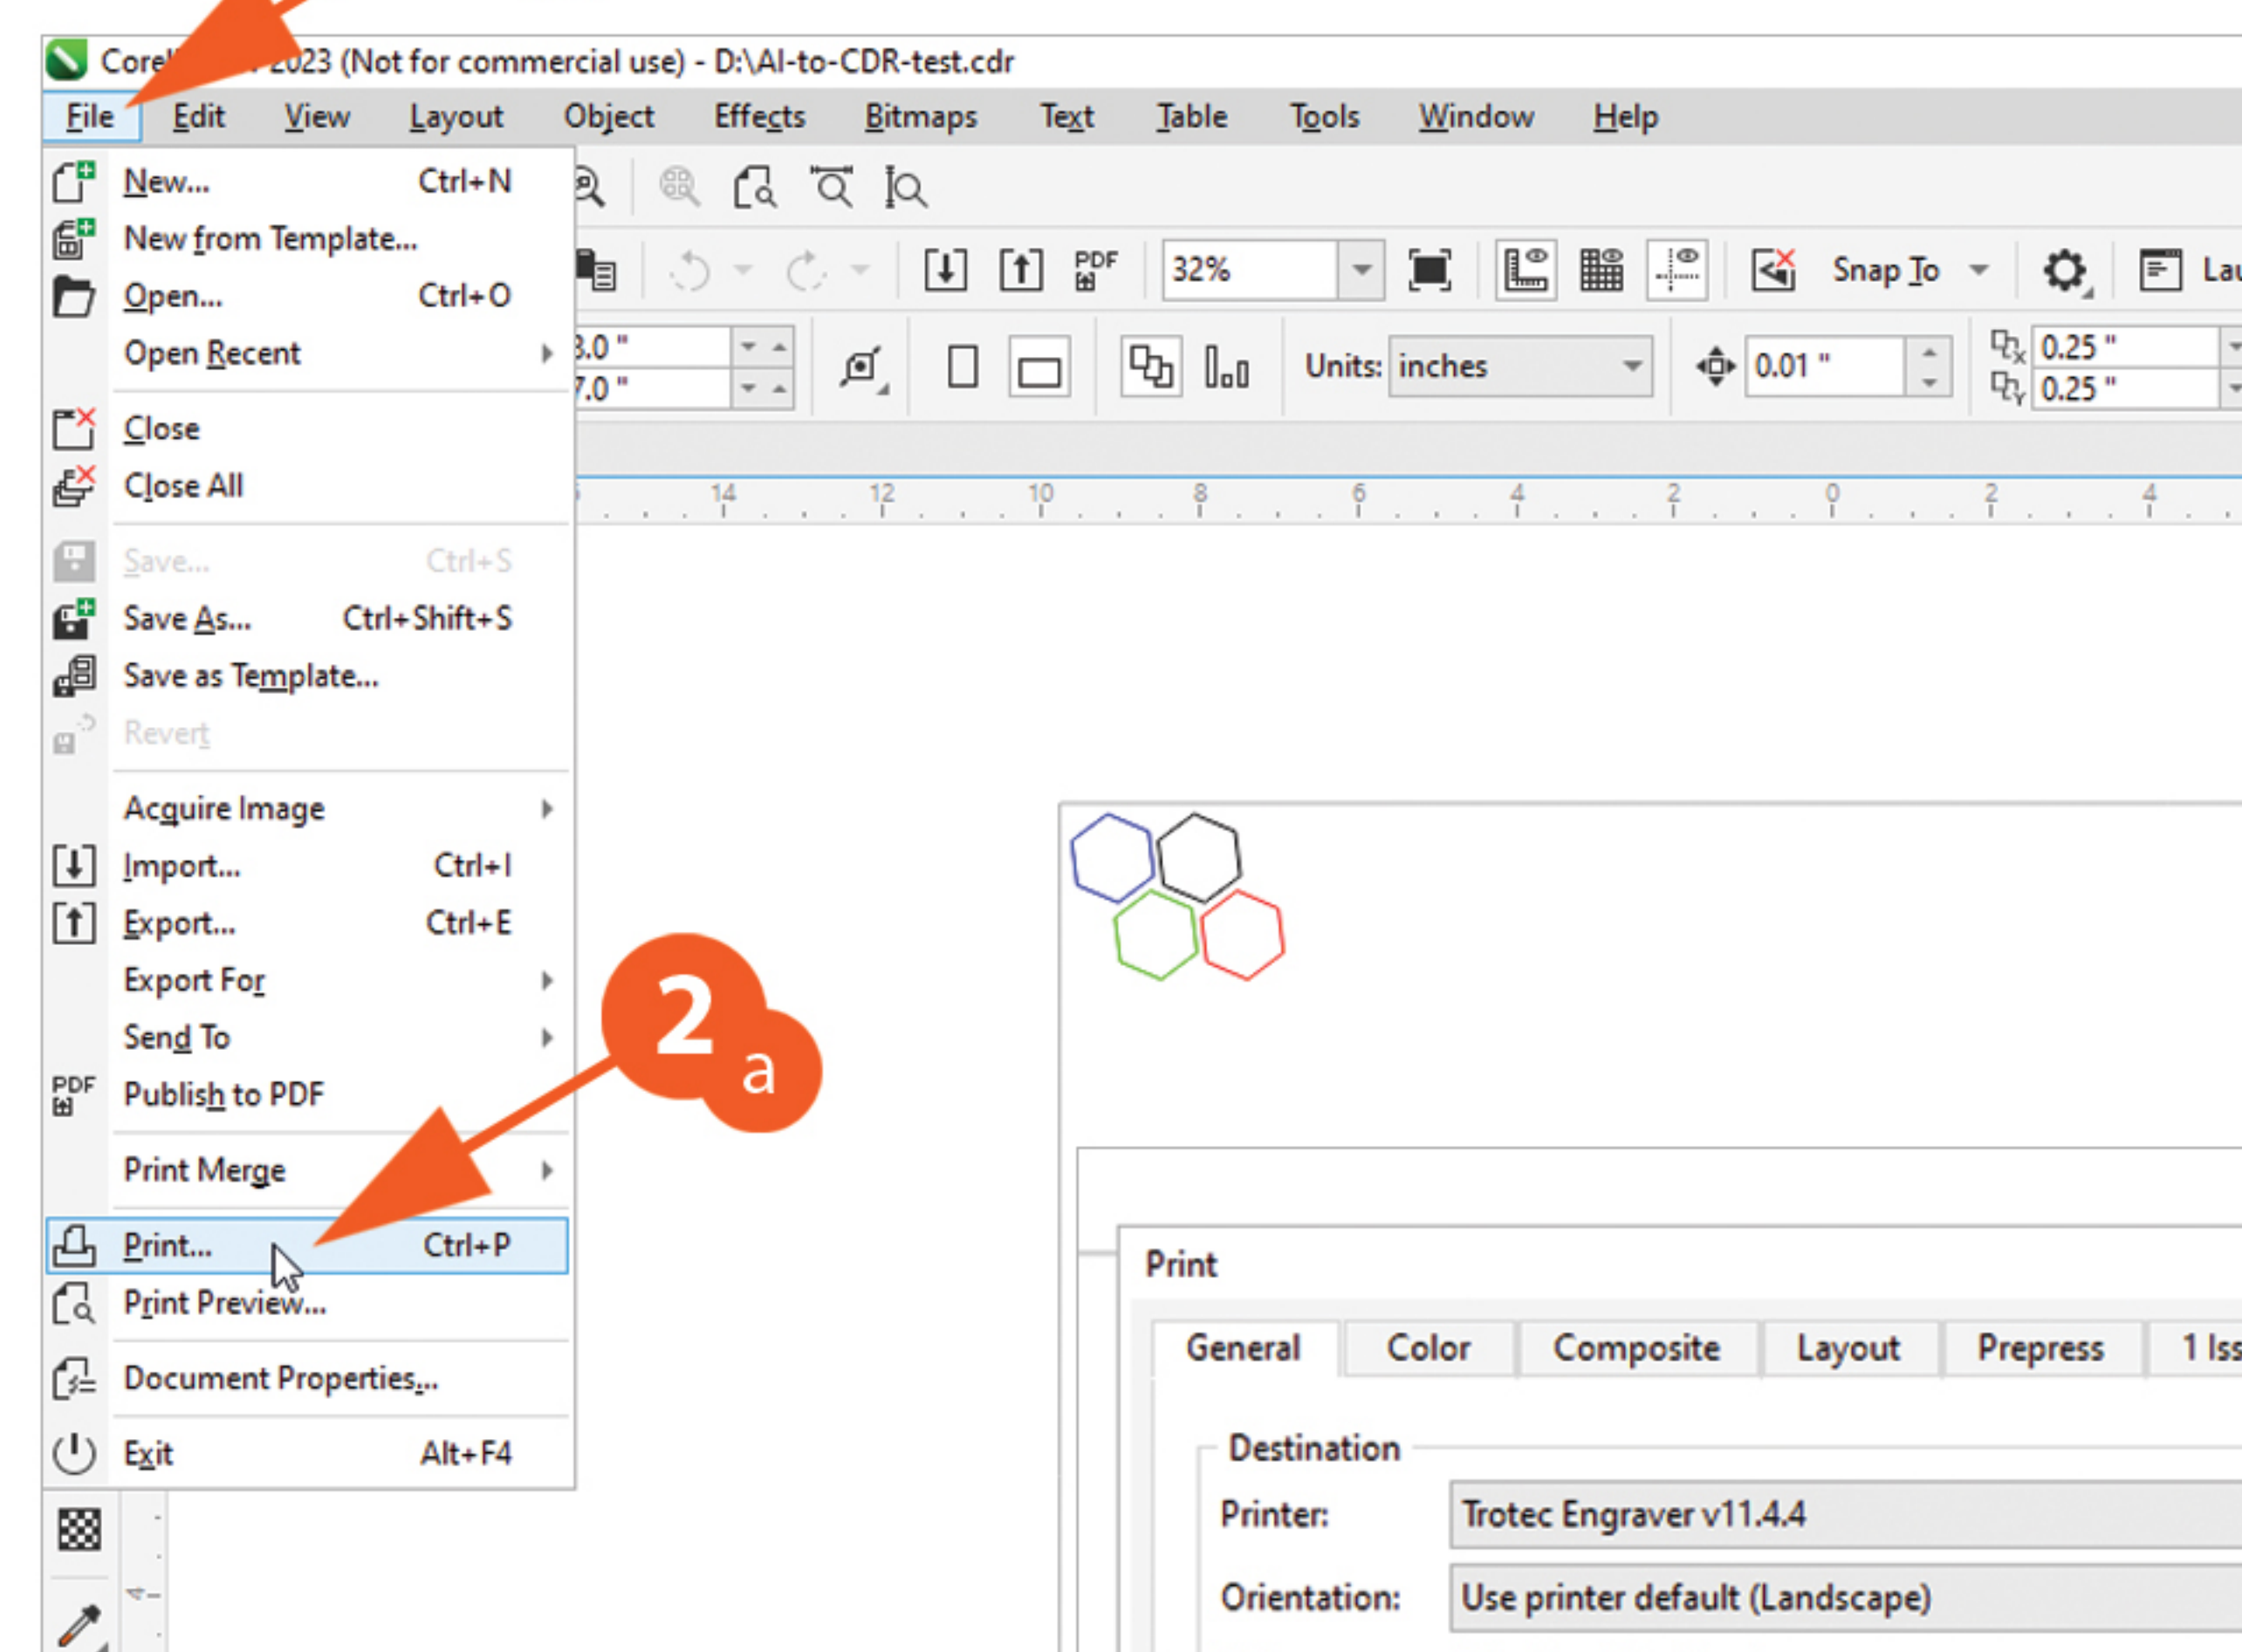 Corel 2023 (Not for commercial use) - D:\AI-to-CDR-test.cdr
File Edit View Layout Object Effects Bitmaps Text Table Tools Window Help
New... Ctrl+N
New from Template...
Open... Ctrl+O
Open Recent
Close
Close All
Save... Ctrl+S
Save As... Ctrl+Shift+S
Save as Template...
Revert
Acquire Image
Import... Ctrl+I
Export... Ctrl+E
Export For
Send To
PDF Publish to PDF
Print Merge
Print... Ctrl+P
Print Preview...
Document Properties...
Exit Alt+F4
PDF 32% Snap To
.0 " Units: inches 0.01 " x 0.25 "
7.0 " Y 0.25 "
14 12 10 8 6 4 2 0 2 4
2 a
4
Print
General Color Composite Layout Prepress 1 Iss
Destination
Printer: Trotec Engraver v11.4.4
Orientation: Use printer default (Landscape)